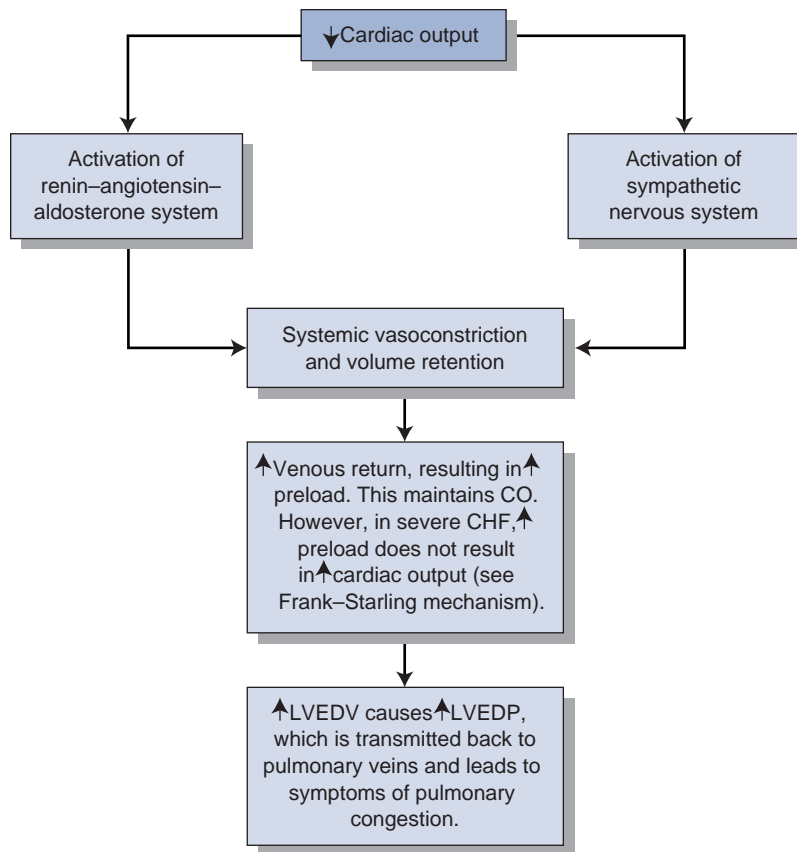 ↓Cardiac output
Activation of
renin–angiotensin–
aldosterone system
Activation of
sympathetic
nervous system
Systemic vasoconstriction
and volume retention
↑Venous return, resulting in↑
preload. This maintains CO.
However, in severe CHF,↑
preload does not result
in↑cardiac output (see
Frank–Starling mechanism).
↑LVEDV causes↑LVEDP,
which is transmitted back to
pulmonary veins and leads to
symptoms of pulmonary
congestion.